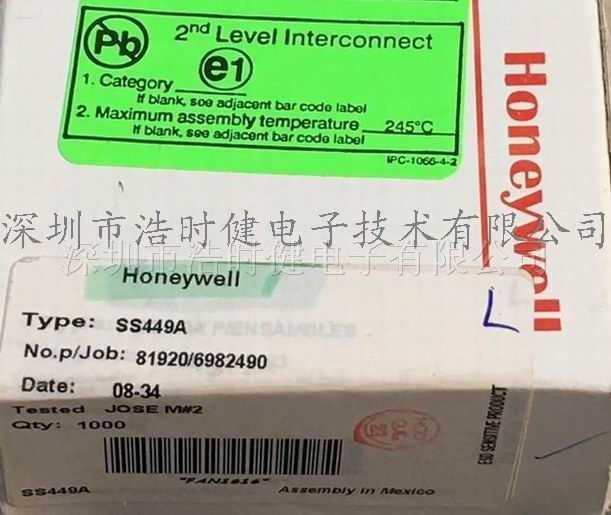 Pb
2nd Level Interconnect
e1
1. Category
If blank, see adjacent bar code label
2. Maximum assembly temperature 245°C
If blank, see adjacent bar code label
IPC-1066-4-2
Honeywell
深圳市浩时健电子技术有限公司
深圳市浩时健电子有限公司
Honeywell
Type: SS449A
No.p/Job: 81920/6982490
Date: 08-34
Tested JOSE M#2
Qty: 1000
L
ESD SENSITIVE PRODUCT
"FAN1616"
SS449A Assembly in Mexico